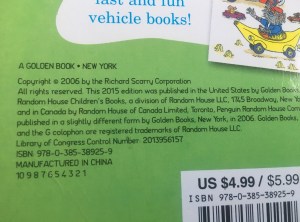 fast and fun
vehicle books!
A GOLDEN BOOK • NEW YORK
Copyright © 2006 by the Richard Scarry Corporation
All rights reserved. This 2015 edition was published in the United States by Golden Books,
Random House Children's Books, a division of Random House LLC, 1745 Broadway, New Yo
and in Canada by Random House of Canada Limited, Toronto, Penguin Random House Com
published in a slightly different form by Golden Books, New York, in 2006. Golden Books,
and the G colophon are registered trademarks of Random House LLC.
Library of Congress Control Number: 2013956157
ISBN 978-0-385-38925-9
MANUFACTURED IN CHINA
10 9 8 7 6 5 4 3 2 1
ISBN 978-0-385-38925-9
US $4.99 / $5.99